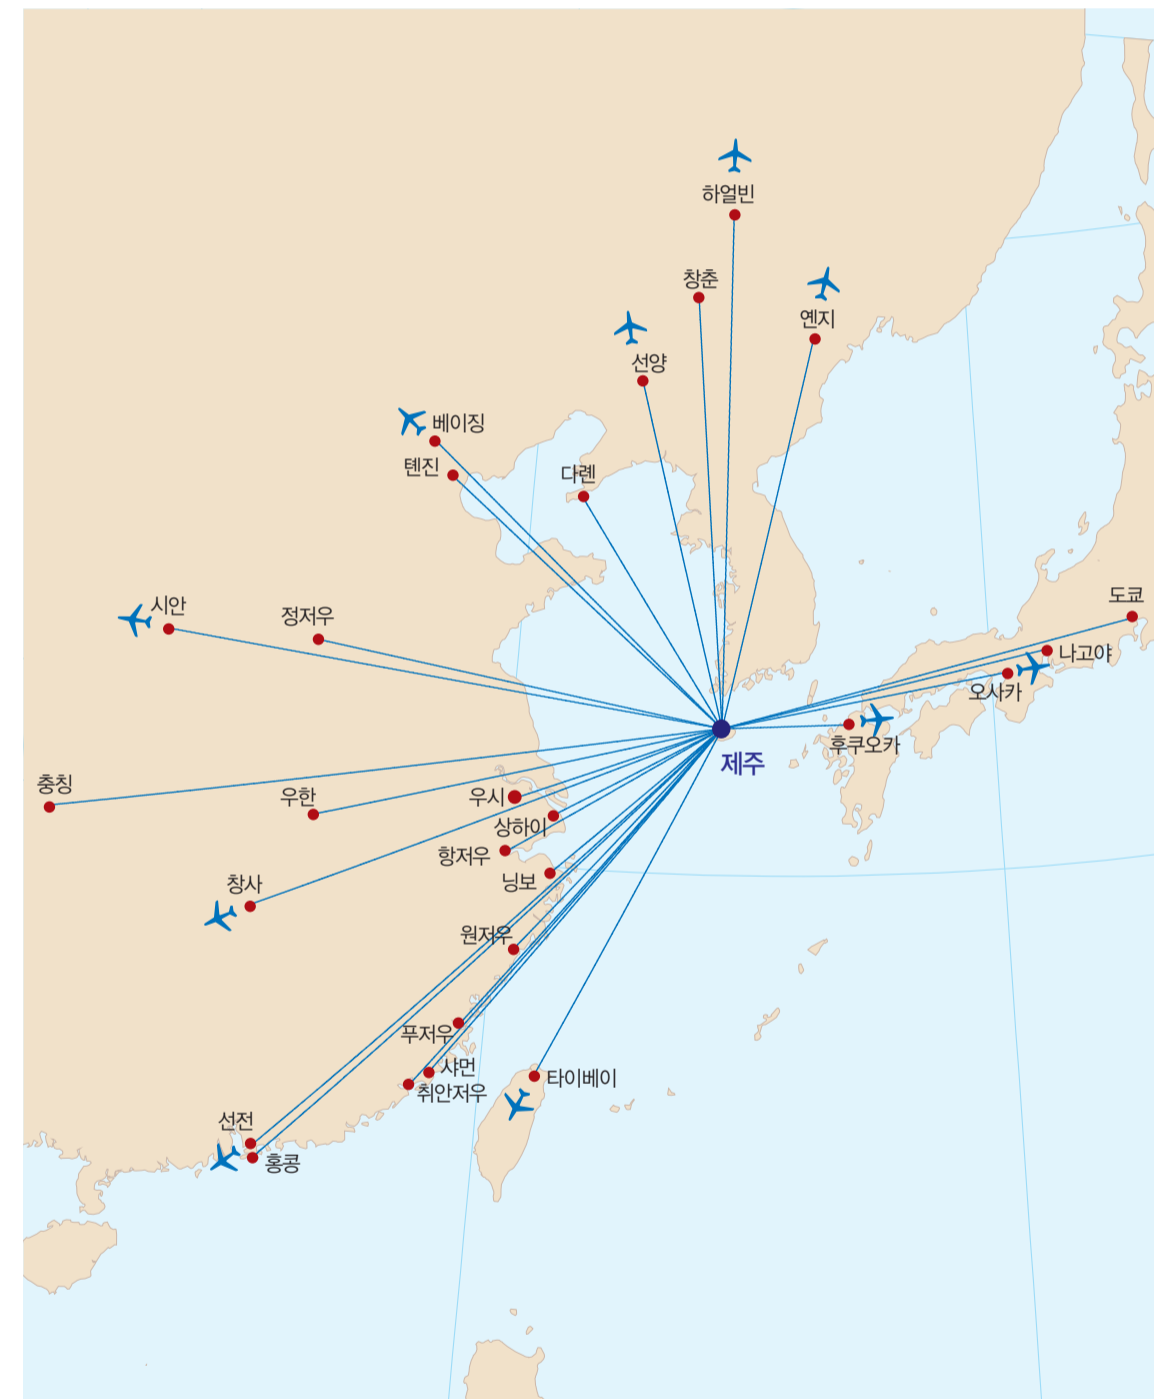 하얼빈
창춘
옌지
선양
베이징
톈진
다롄
시안
정저우
도쿄
나고야
오사카
후쿠오카
제주
충칭
우한
우시
상하이
항저우
닝보
창사
원저우
푸저우
샤먼
취안저우
타이베이
선전
홍콩